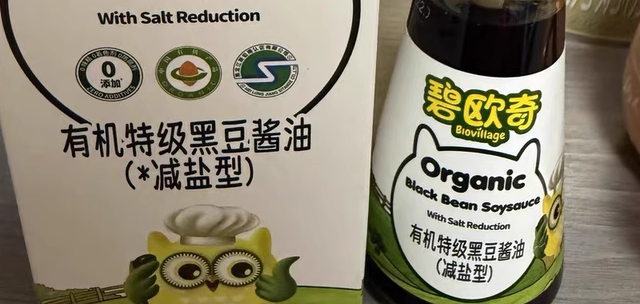 With Salt Reduction
0
添加*
ZERO ADDITIVES
有机特级黑豆酱油
(*减盐型)
碧欧奇
Biovillage
Organic
Black Bean Soysauce
With Salt Reduction
有机特级黑豆酱油
(减盐型)